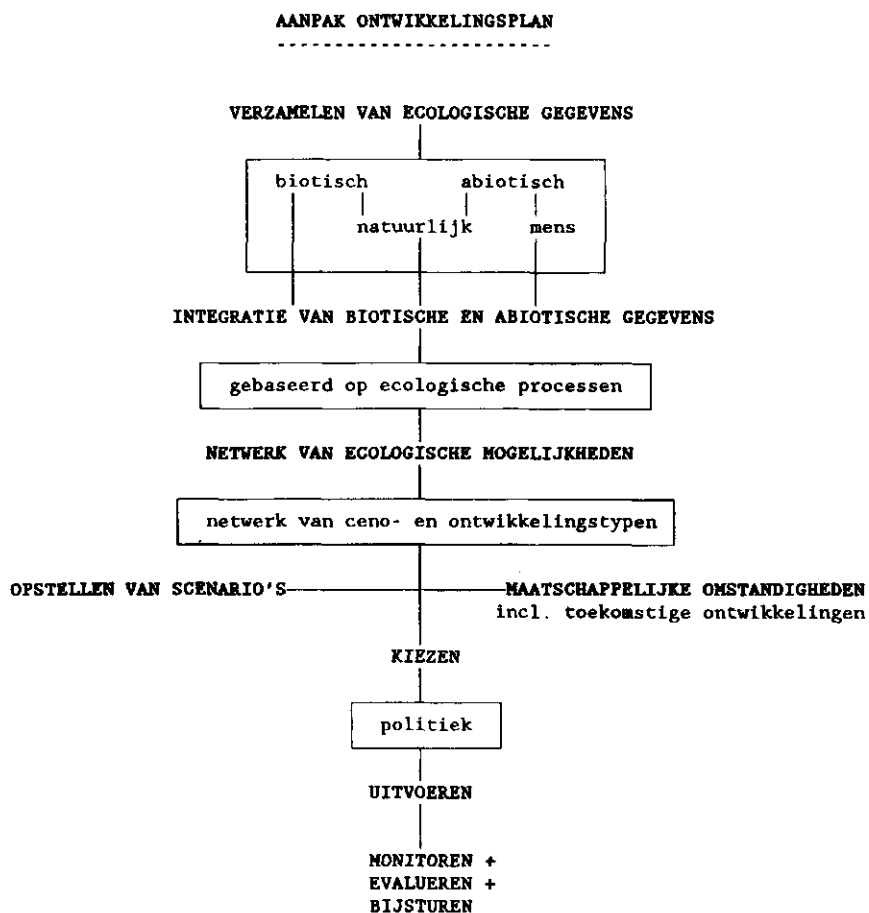 AANPAK ONTWIKKELINGSPLAN
VERZAMELEN VAN ECOLOGISCHE GEGEVENS
biotisch abiotisch
natuurlijk mens
INTEGRATIE VAN BIOTISCHE EN ABIOTISCHE GEGEVENS
gebaseerd op ecologische processen
NETWERK VAN ECOLOGISCHE MOGELIJKHEDEN
netwerk van ceno- en ontwikkelingstypen
OPSTELLEN VAN SCENARIO'S MAATSCHAPPELIJKE OMSTANDIGHEDEN
incl. toekomstige ontwikkelingen
KIEZEN
politiek
UITVOEREN
MONITOREN +
EVALUEREN +
BIJSTUREN